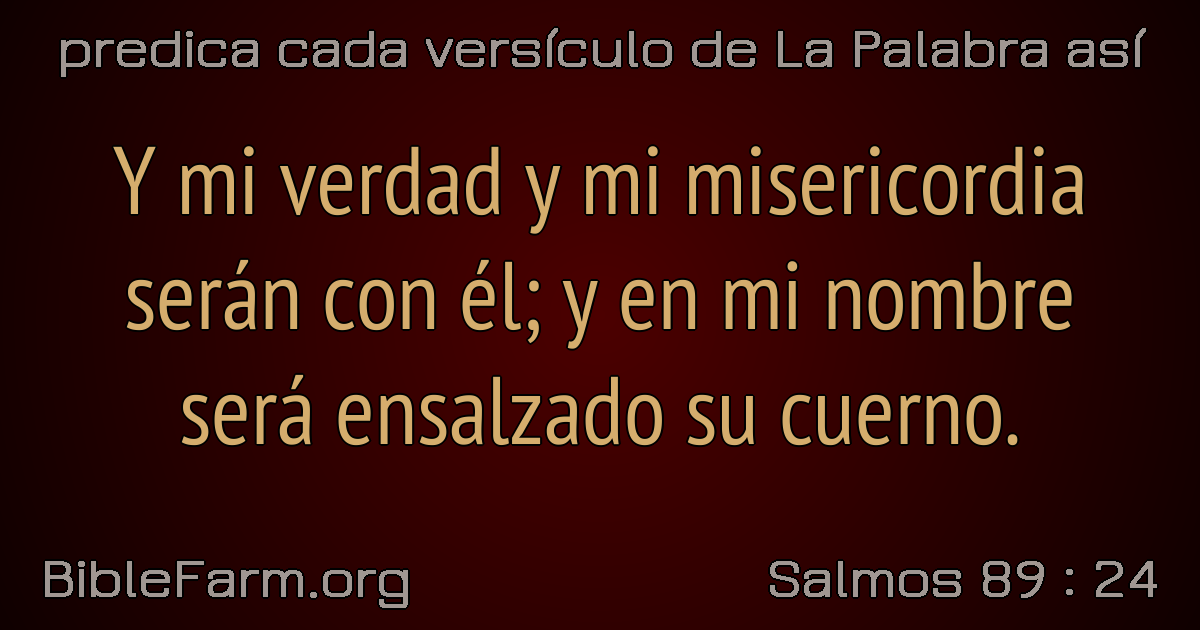 predica cada versículo de La Palabra así
Y mi verdad y mi misericordia
serán con él; y en mi nombre
será ensalzado su cuerno.
BibleFarm.org
Salmos 89 : 24